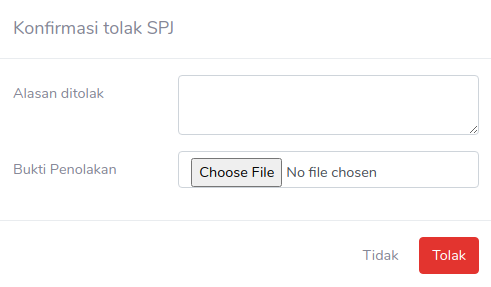 Konfirmasi tolak SPJ
Alasan ditolak
Bukti Penolakan
Choose File No file chosen
Tidak Tolak